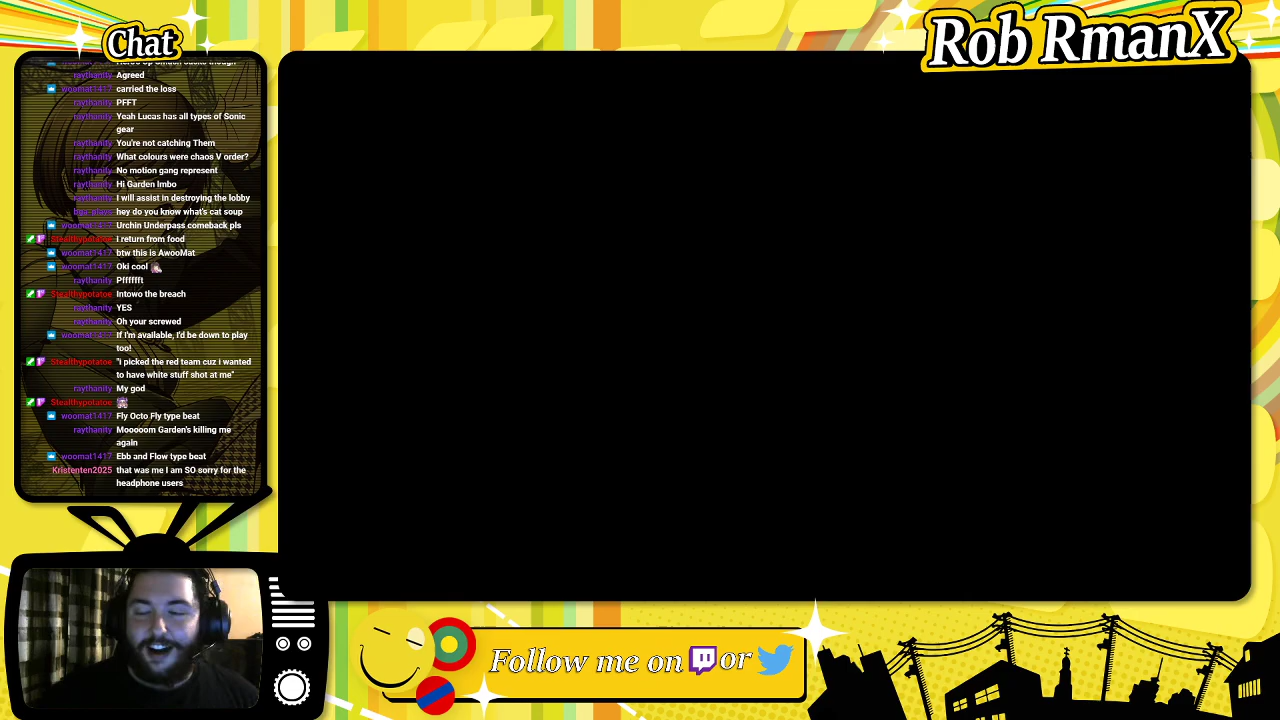 Chat
Rob RmanX
raythanity Agreed
woomat1417 carried the loss
raythanity PFFT
raythanity Yeah Lucas has all types of Sonic
gear
raythanity You're not catching Them
raythanity What colours were chaos V order?
raythanity No motion gang represent
raythanity Hi Garden Imbo
raythanity I will assist in destroying the lobby
hey do you know what's cat soup
woomat1417 Urchin Underpass comeback pls
Stealthypotatoe I return from food
woomat1417 btw this is AwooMat
woomat1417 Oki cool
raythanity Pfffffft
Stealthypotatoe Intowo the breach
raythanity YES
raythanity Oh your screwed
woomat1417 If I'm available, I'd be down to play
too!
Stealthypotatoe "i picked the red team cuz i wanted
to have white stuff shot at me"
raythanity My god
Stealthypotatoe
woomat1417 Fly Octo Fly type beat
raythanity Mooooom Garden's killing me
again
woomat1417 Ebb and Flow type beat
Kristenten2025 that was me I am SO sorry for the
headphone users
Follow me on or